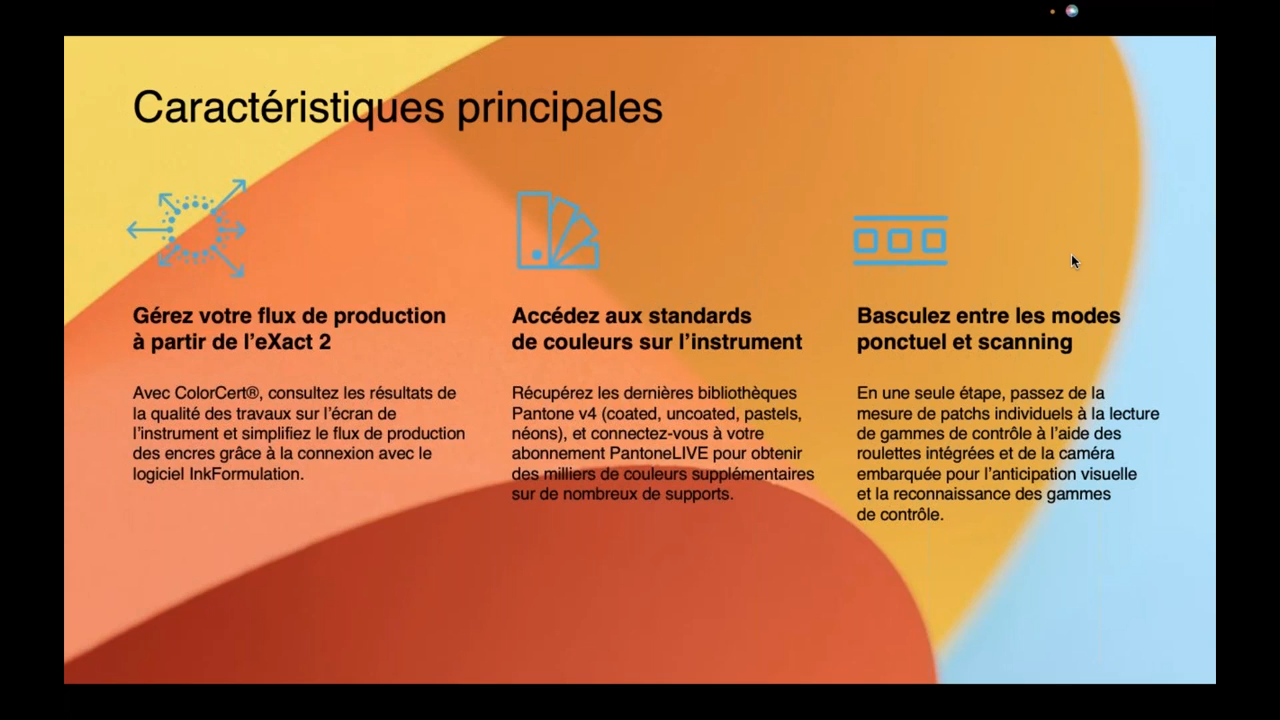 Caractéristiques principales
Gérez votre flux de production
à partir de l’eXact 2
Avec ColorCert®, consultez les résultats de
la qualité des travaux sur l’écran de
l’instrument et simplifiez le flux de production
des encres grâce à la connexion avec le
logiciel InkFormulation.
Accédez aux standards
de couleurs sur l’instrument
Récupérez les dernières bibliothèques
Pantone v4 (coated, uncoated, pastels,
néons), et connectez-vous à votre
abonnement PantoneLIVE pour obtenir
des milliers de couleurs supplémentaires
sur de nombreux de supports.
Basculez entre les modes
ponctuel et scanning
En une seule étape, passez de la
mesure de patchs individuels à la lecture
de gammes de contrôle à l’aide des
roulettes intégrées et de la caméra
embarquée pour l’anticipation visuelle
et la reconnaissance des gammes
de contrôle.